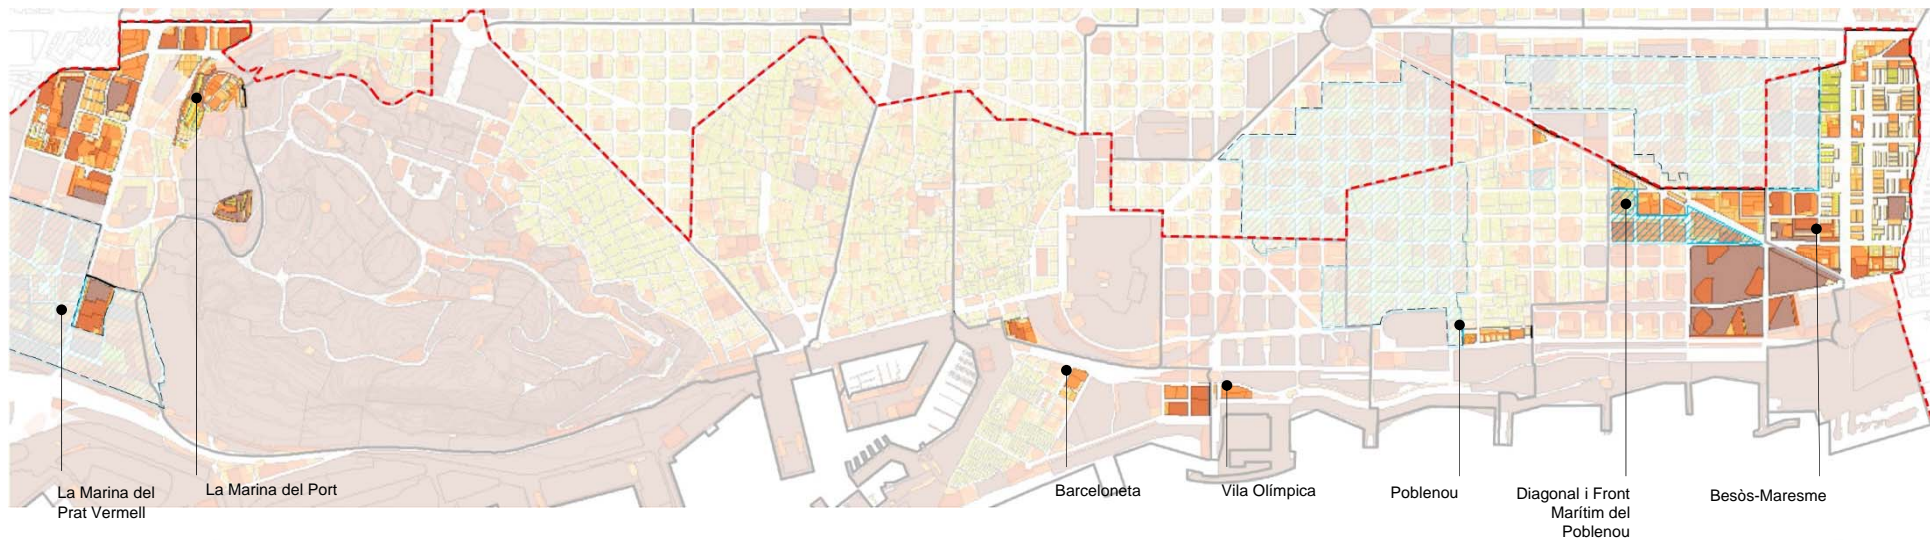 La Marina del
Prat Vermell
La Marina del Port
Barceloneta
Vila Olímpica
Poblenou
Diagonal i Front
Marítim del
Poblenou
Besòs-Maresme